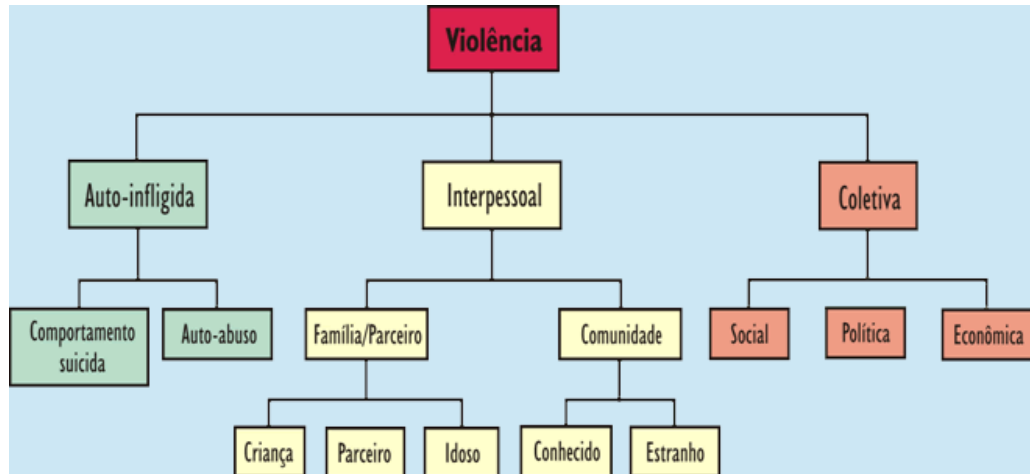 Violência
Auto-infligida
Interpessoal
Coletiva
Comportamento
suicida
Auto-abuso
Família/Parceiro
Comunidade
Social
Política
Econômica
Criança
Parceiro
Idoso
Conhecido
Estranho